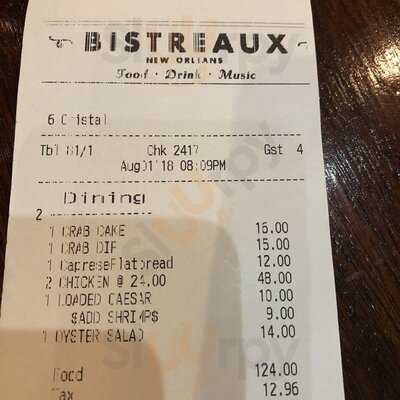 BISTREAUX
NEW ORLEANS
Food · Drink · Music
6 Cristal
Tbl 81/1 Chk 2417 Gst 4
Aug01'18 08:09PM
Dining
2
1 CRAB CAKE 16.00
1 CRAB DIP 15.00
1 CapreseFlatbread 12.00
2 CHICKEN @ 24.00 48.00
1 LOADED CAESAR 10.00
$ADD SHRIMP$ 9.00
1 OYSTER SALAD 14.00
Food 124.00
Tax 12.96